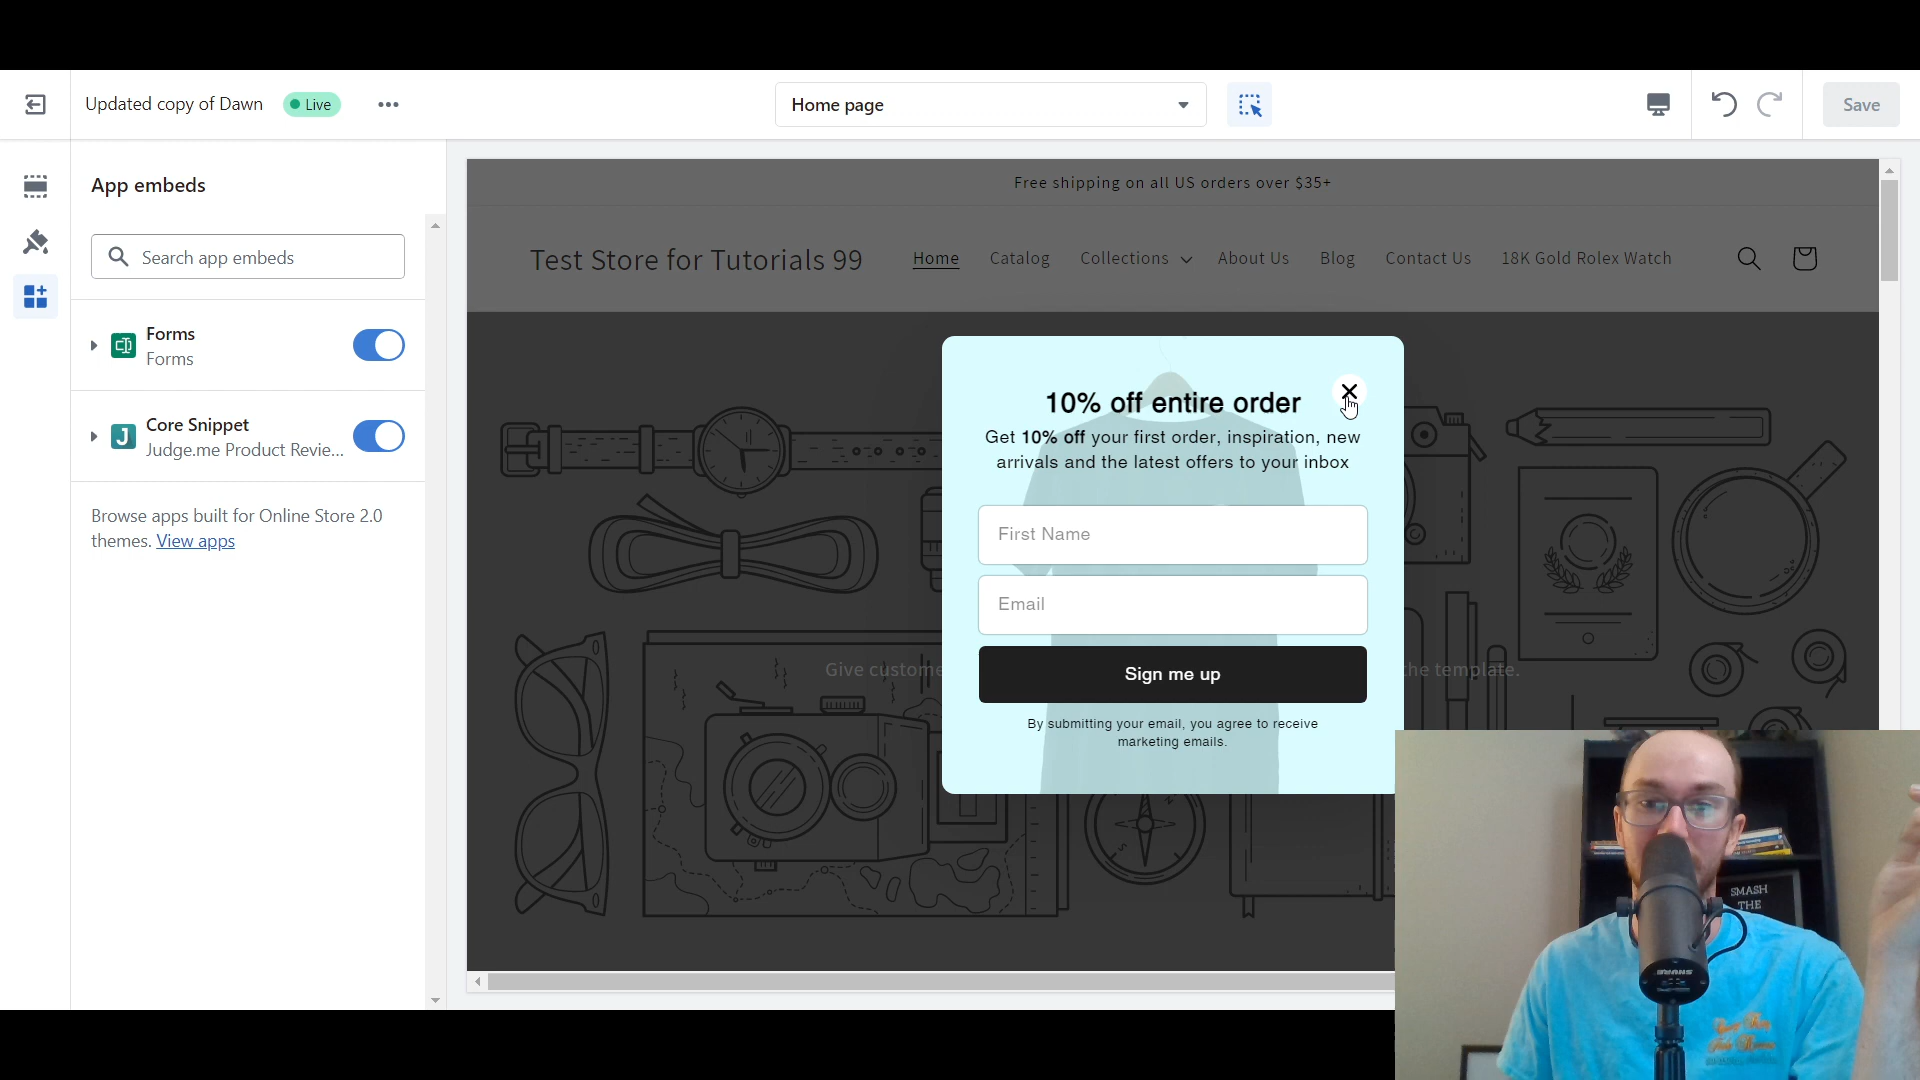 Updated copy of Dawn
Live
Home page
Save
App embeds
Search app embeds
Forms
Forms
Core Snippet
Judge.me Product Revie...
Browse apps built for Online Store 2.0
themes. View apps
Free shipping on all US orders over $35+
Test Store for Tutorials 99
Home
Catalog
Collections
About Us
Blog
Contact Us
18K Gold Rolex Watch
10% off entire order
Get 10% off your first order, inspiration, new
arrivals and the latest offers to your inbox
First Name
Email
Sign me up
By submitting your email, you agree to receive
marketing emails.
Give custome
the template.
SMASH
THE
SHURE